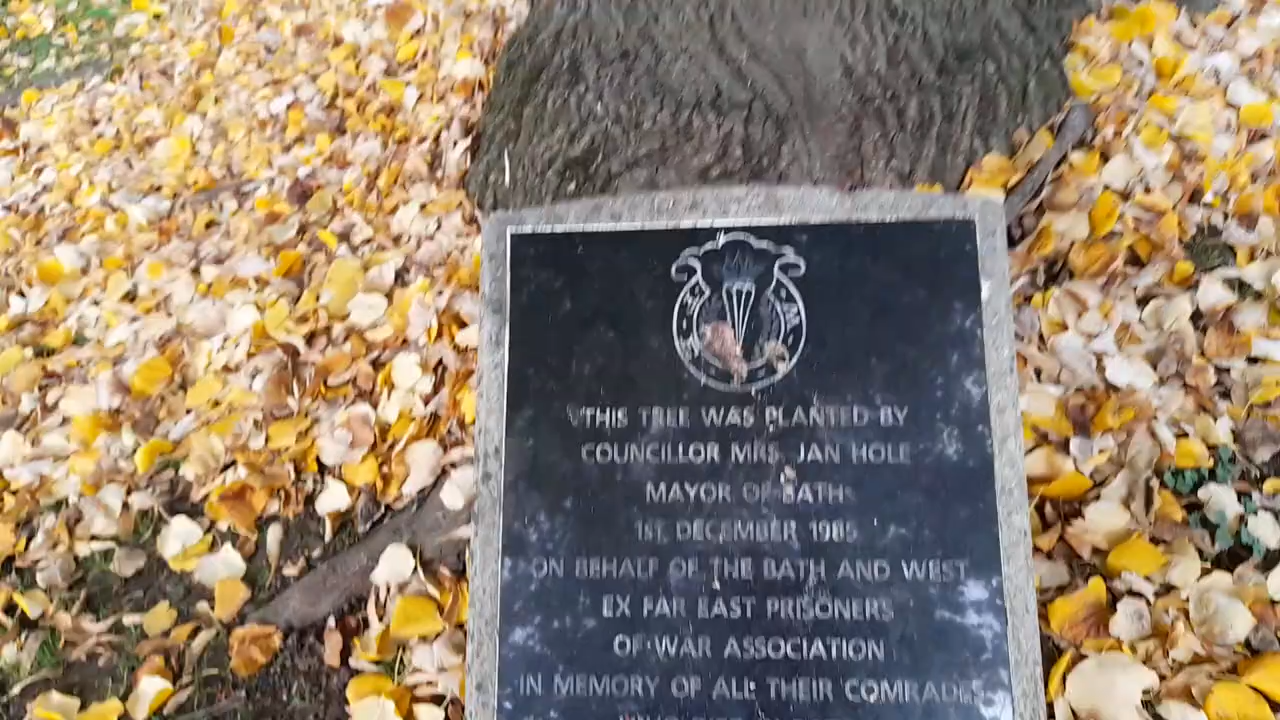 THIS TREE WAS PLANTED BY
COUNCILLOR MRS. JAN HOLE
MAYOR OF BATH
1ST DECEMBER 1985
ON BEHALF OF THE BATH AND WEST
EX FAR EAST PRISONERS
OF WAR ASSOCIATION
IN MEMORY OF ALL THEIR COMRADES